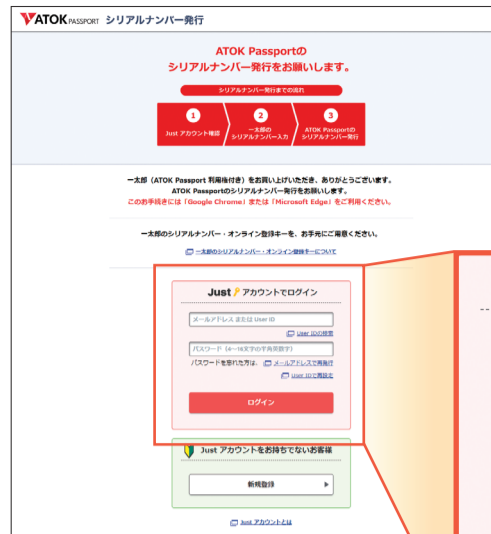 ATOK PASSPORT シリアルナンバー発行
ATOK Passportの
シリアルナンバー発行をお願いします。
シリアルナンバー発行までの流れ
1
Just アカウント確認
2
一太郎の
シリアルナンバー入力
3
ATOK Passportの
シリアルナンバー発行
一太郎（ATOK Passport 利用権付き）をお買い上げいただき、ありがとうございます。
ATOK Passportのシリアルナンバー発行をお願いします。
このお手続きには「Google Chrome」または「Microsoft Edge」をご利用ください。
一太郎のシリアルナンバー・オンライン登録キーを、お手元にご用意ください。
一太郎のシリアルナンバー・オンライン登録キーについて
Just アカウントでログイン
メールアドレス または User ID
User IDの検索
パスワード（4～16文字の半角英数字）
パスワードを忘れた方は、 メールアドレスで再発行
User IDで再設定
ログイン
Just アカウントをお持ちでないお客様
新規登録
Just アカウントとは